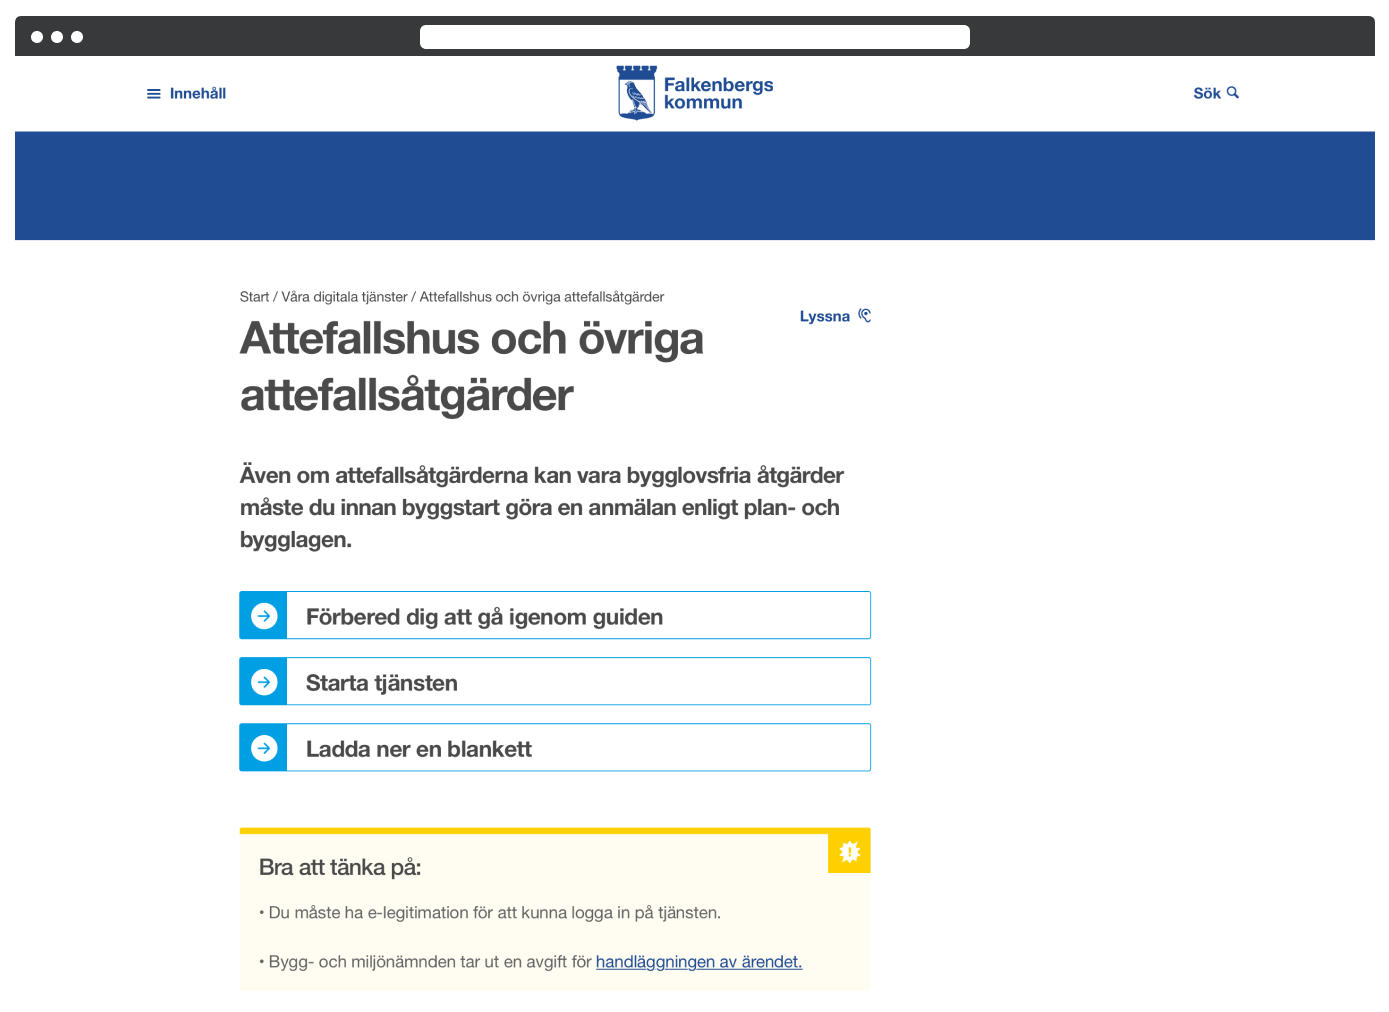 Innehåll
Falkenbergs
kommun
Sök
Start / Våra digitala tjänster / Attefallshus och övriga attefallsåtgärder
Lyssna
Attefallshus och övriga
attefallsåtgärder
Även om attefallsåtgärderna kan vara bygglovsfria åtgärder
måste du innan byggstart göra en anmälan enligt plan- och
bygglagen.
Förbered dig att gå igenom guiden
Starta tjänsten
Ladda ner en blankett
Bra att tänka på:
• Du måste ha e-legitimation för att kunna logga in på tjänsten.
• Bygg- och miljönämnden tar ut en avgift för handläggningen av ärendet.